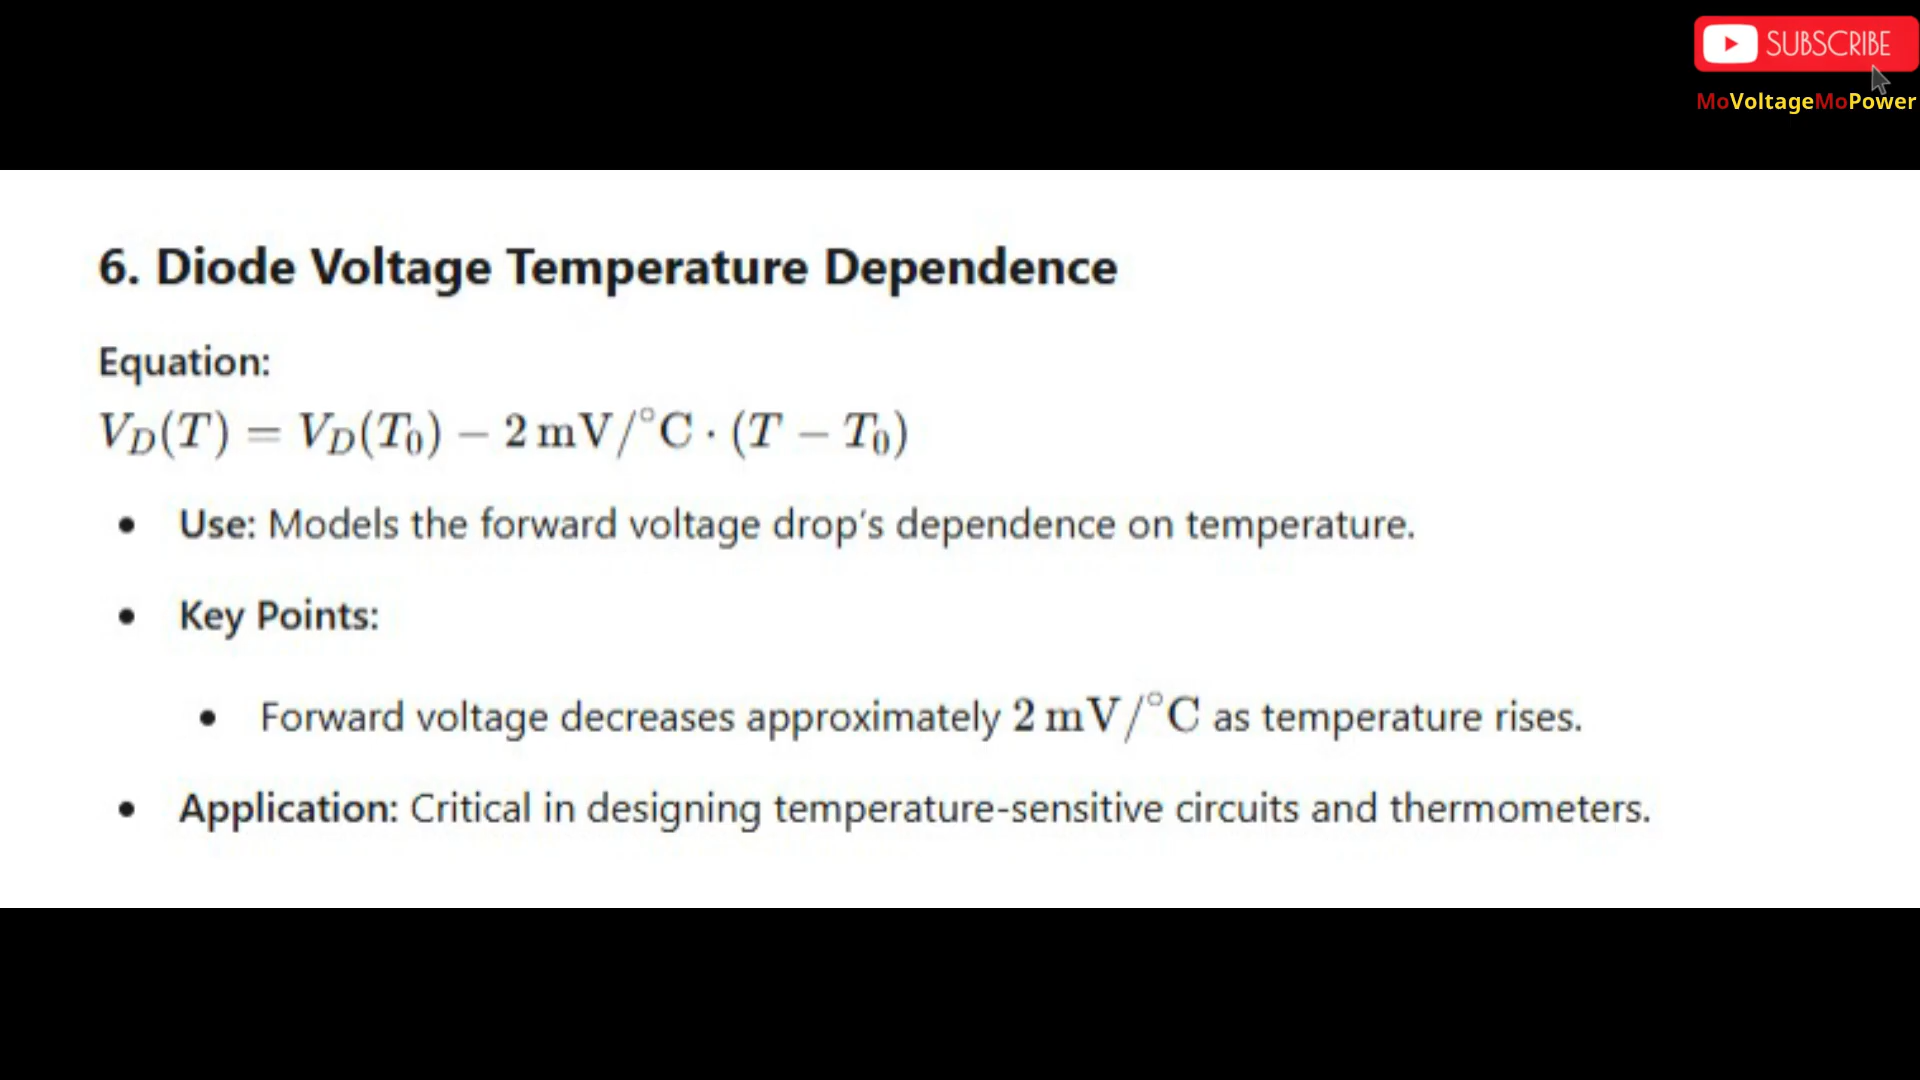 SUBSCRIBE
MoVoltageMoPower
6. Diode Voltage Temperature Dependence
Equation:
V_D(T) = V_D(T_0) − 2 mV/°C · (T − T_0)
• Use: Models the forward voltage drop's dependence on temperature.
• Key Points:
• Forward voltage decreases approximately 2 mV/°C as temperature rises.
• Application: Critical in designing temperature-sensitive circuits and thermometers.